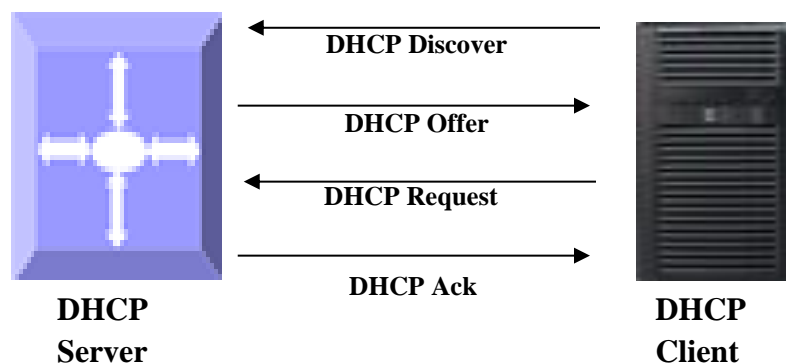 DHCP Discover
DHCP Offer
DHCP Request
DHCP Ack
DHCP
Server
DHCP
Client